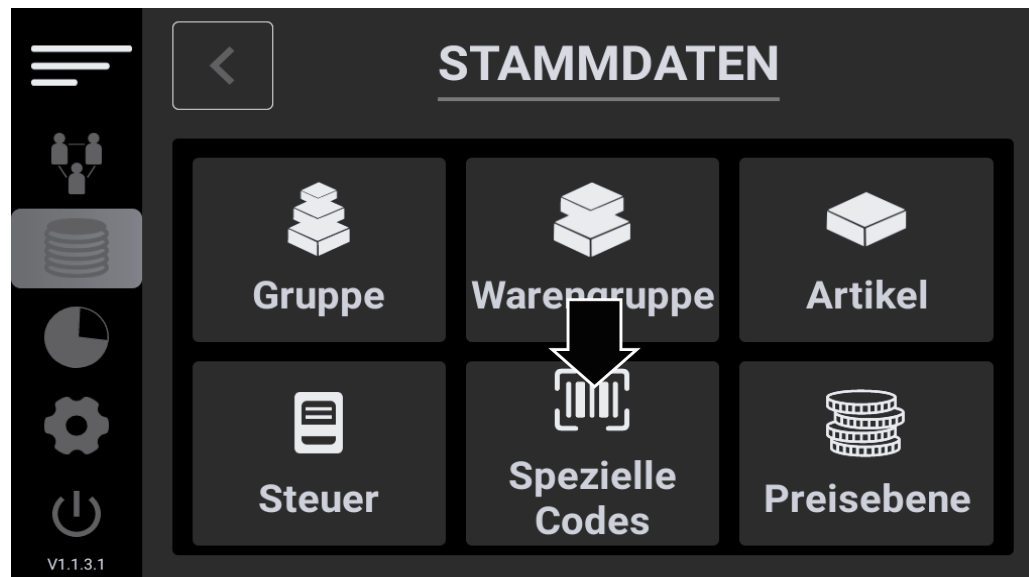 STAMMDATEN
Gruppe
Warengruppe
Artikel
Steuer
Spezielle
Codes
Preisebene
V1.1.3.1